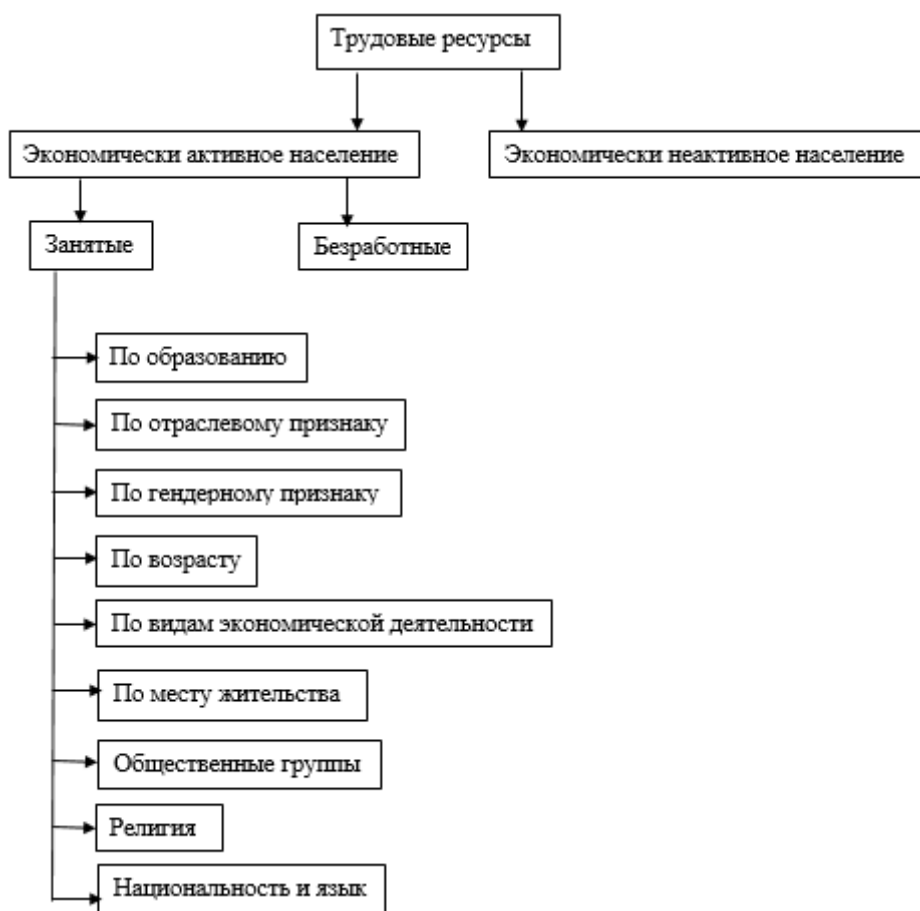 Трудовые ресурсы
Экономически активное население
Экономически неактивное население
Занятые
Безработные
По образованию
По отраслевому признаку
По гендерному признаку
По возрасту
По видам экономической деятельности
По месту жительства
Общественные группы
Религия
Национальность и язык